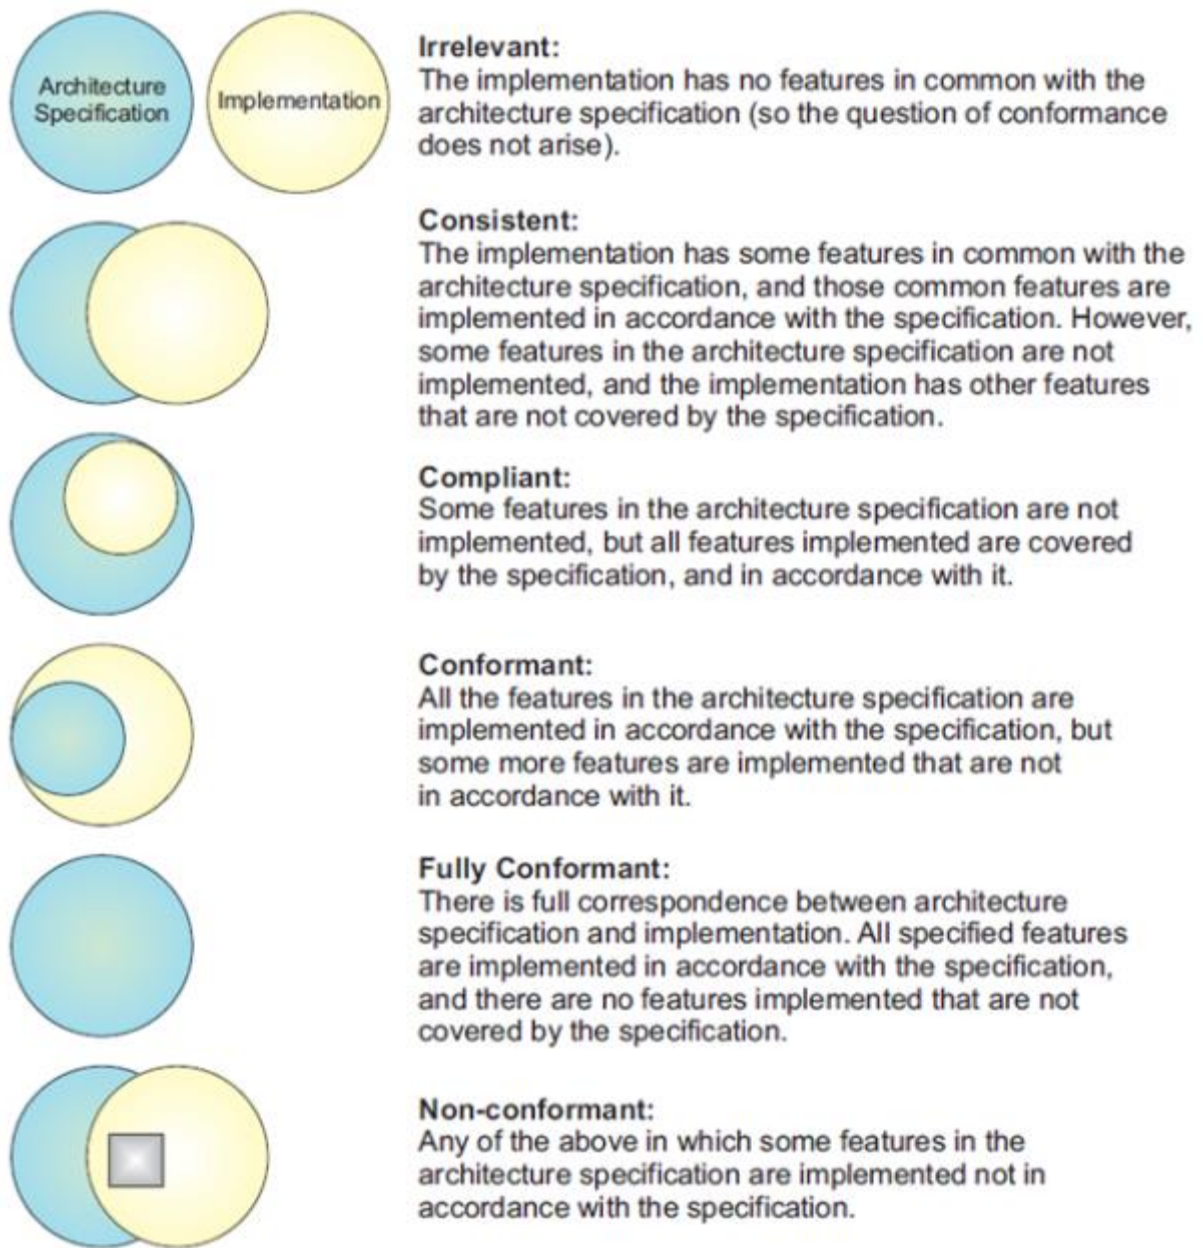 Architecture
Specification
Implementation
Irrelevant:
The implementation has no features in common with the
architecture specification (so the question of conformance
does not arise).
Consistent:
The implementation has some features in common with the
architecture specification, and those common features are
implemented in accordance with the specification. However,
some features in the architecture specification are not
implemented, and the implementation has other features
that are not covered by the specification.
Compliant:
Some features in the architecture specification are not
implemented, but all features implemented are covered
by the specification, and in accordance with it.
Conformant:
All the features in the architecture specification are
implemented in accordance with the specification, but
some more features are implemented that are not
in accordance with it.
Fully Conformant:
There is full correspondence between architecture
specification and implementation. All specified features
are implemented in accordance with the specification,
and there are no features implemented that are not
covered by the specification.
Non-conformant:
Any of the above in which some features in the
architecture specification are implemented not in
accordance with the specification.